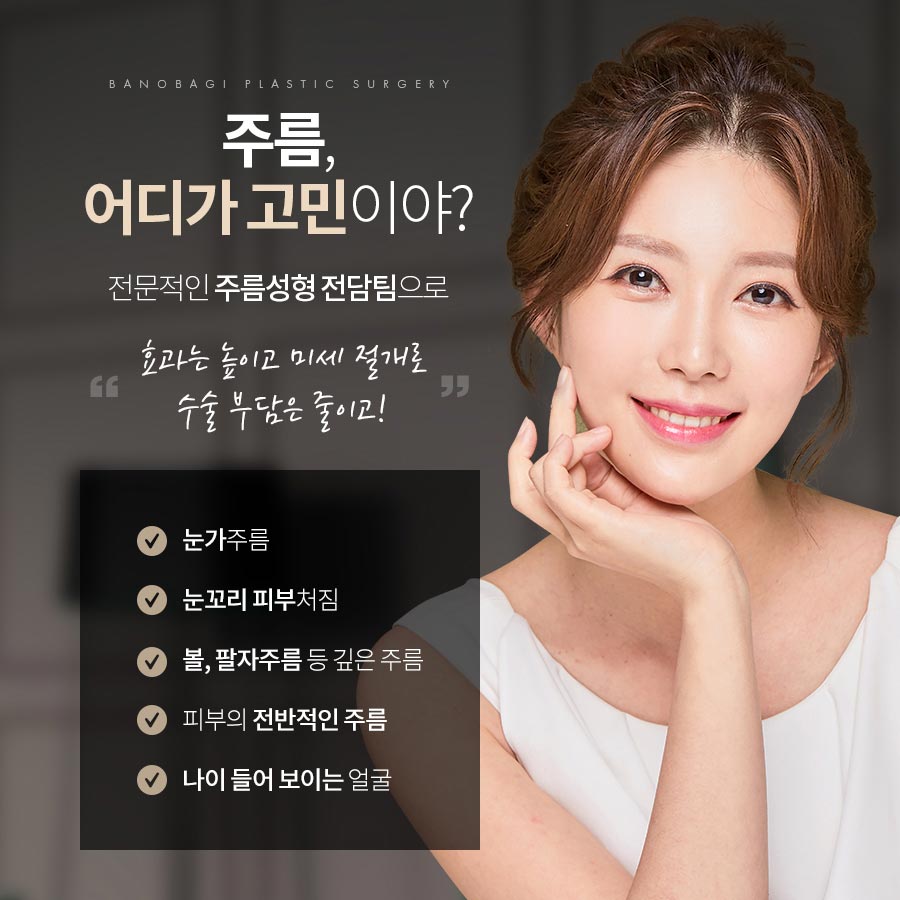 BANOBAGI PLASTIC SURGERY
주름,
어디가 고민이야?
전문적인 주름성형 전담팀으로
“ 효과는 높이고 미세 절개로
수술 부담은 줄이고! ”
눈가주름
눈꼬리 피부처짐
볼, 팔자주름 등 깊은 주름
피부의 전반적인 주름
나이 들어 보이는 얼굴